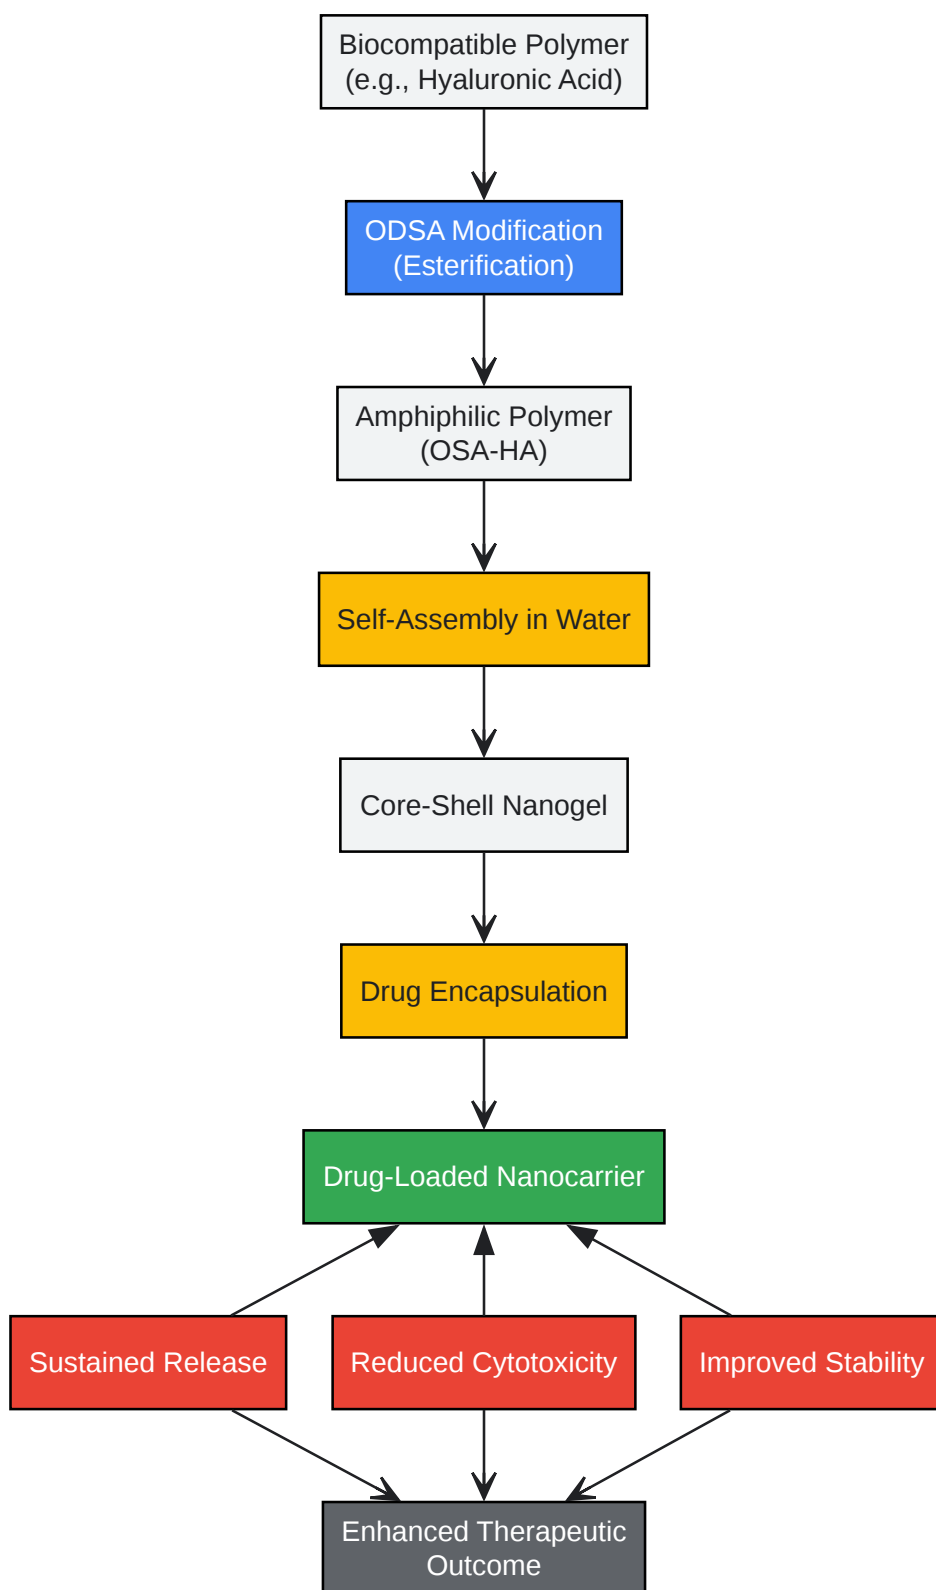 Biocompatible Polymer
(e.g., Hyaluronic Acid)
ODSA Modification
(Esterification)
Amphiphilic Polymer
(OSA-HA)
Self-Assembly in Water
Core-Shell Nanogel
Drug Encapsulation
Drug-Loaded Nanocarrier
Sustained Release
Reduced Cytotoxicity
Improved Stability
Enhanced Therapeutic
Outcome